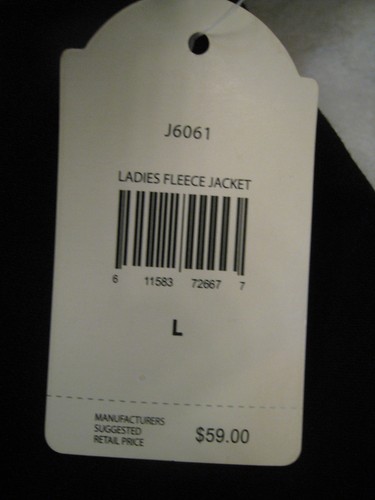 J6061
LADIES FLEECE JACKET
6 11583 72667 7
L
MANUFACTURERS
SUGGESTED
RETAIL PRICE
$59.00